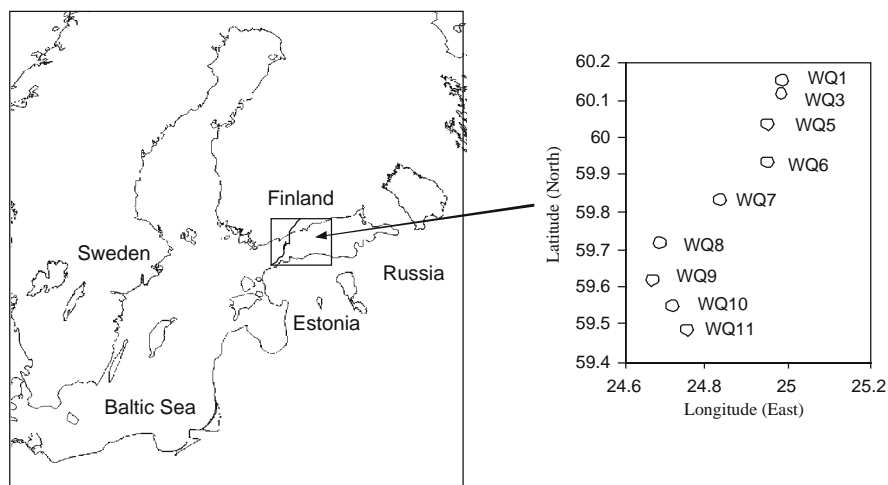 Finland
Sweden
Russia
Estonia
Baltic Sea
60.2
60.1
60
59.9
59.8
59.7
59.6
59.5
59.4
Latitude (North)
WQ1
WQ3
WQ5
WQ6
WQ7
WQ8
WQ9
WQ10
WQ11
24.6 24.8 25 25.2
Longitude (East)